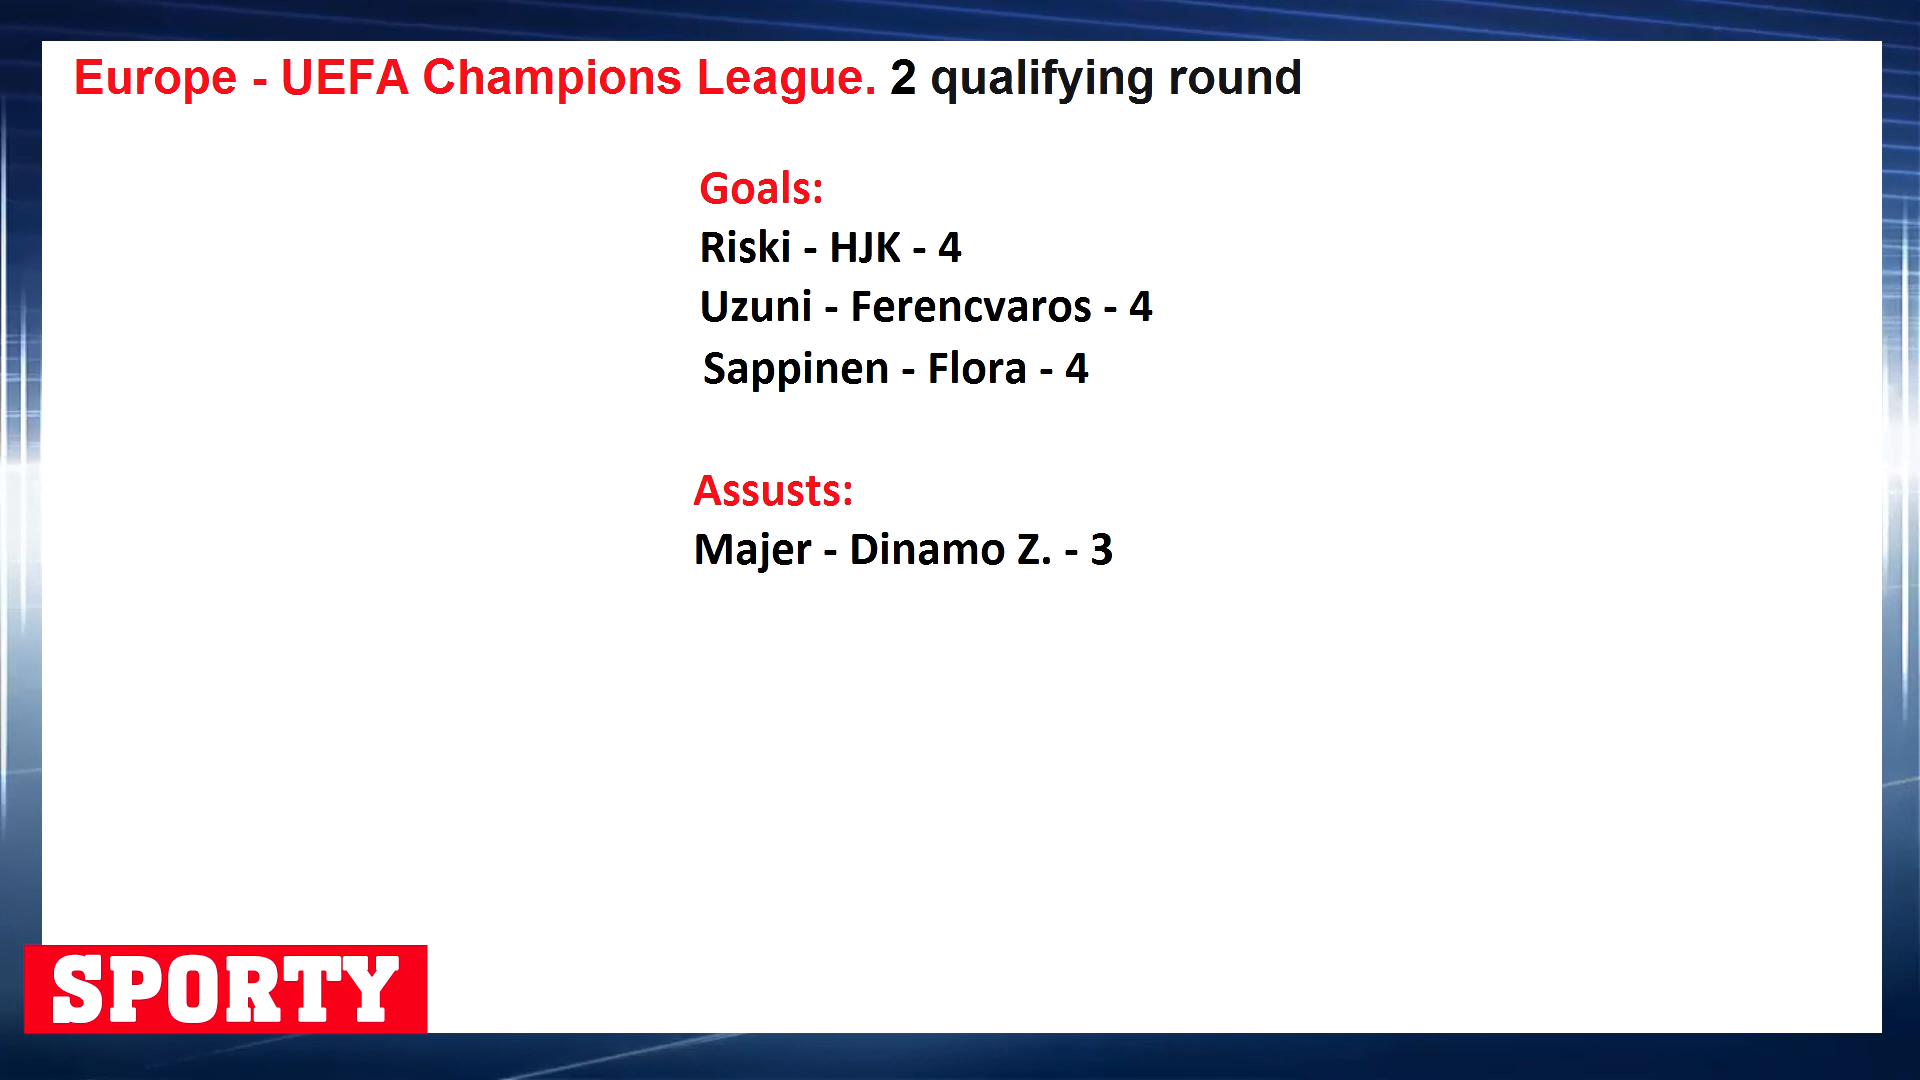 Europe - UEFA Champions League. 2 qualifying round
Goals:
Riski - HJK - 4
Uzuni - Ferencvaros - 4
Sappinen - Flora - 4
Assusts:
Majer - Dinamo Z. - 3
SPORTY